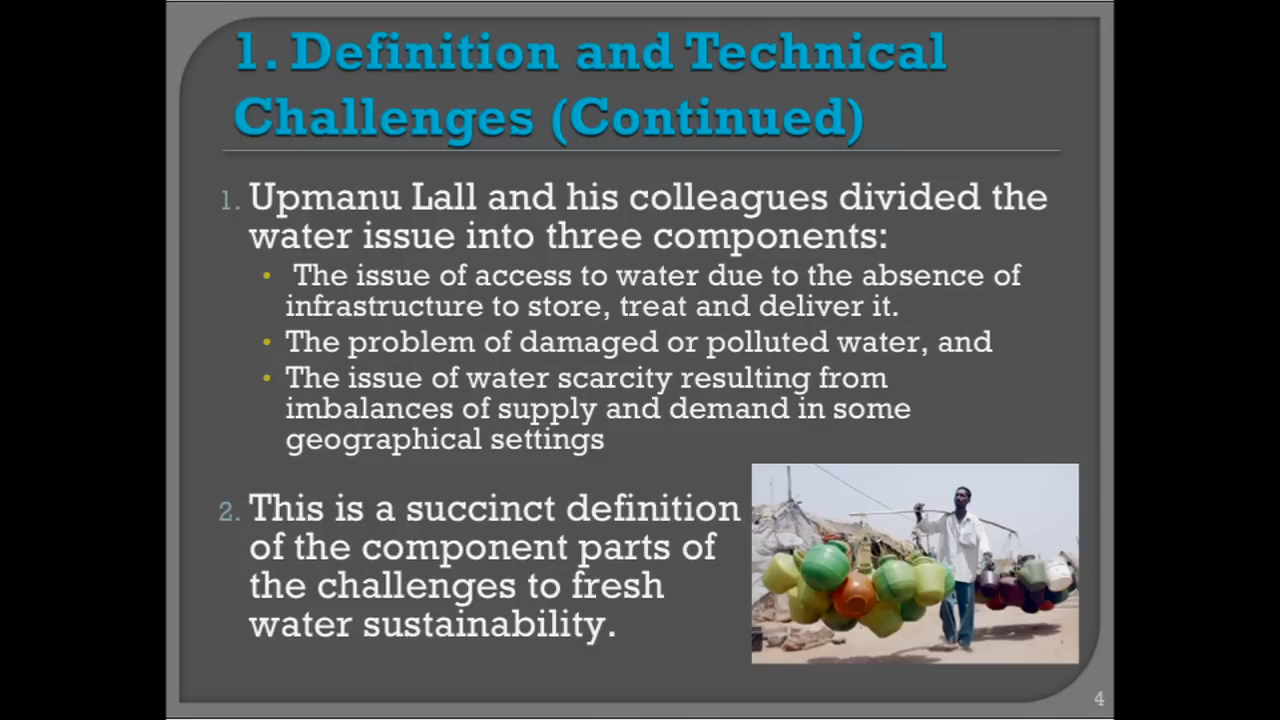 1. Definition and Technical
Challenges (Continued)
1. Upmanu Lall and his colleagues divided the
water issue into three components:
• The issue of access to water due to the absence of
infrastructure to store, treat and deliver it.
• The problem of damaged or polluted water, and
• The issue of water scarcity resulting from
imbalances of supply and demand in some
geographical settings
2. This is a succinct definition
of the component parts of
the challenges to fresh
water sustainability.
4